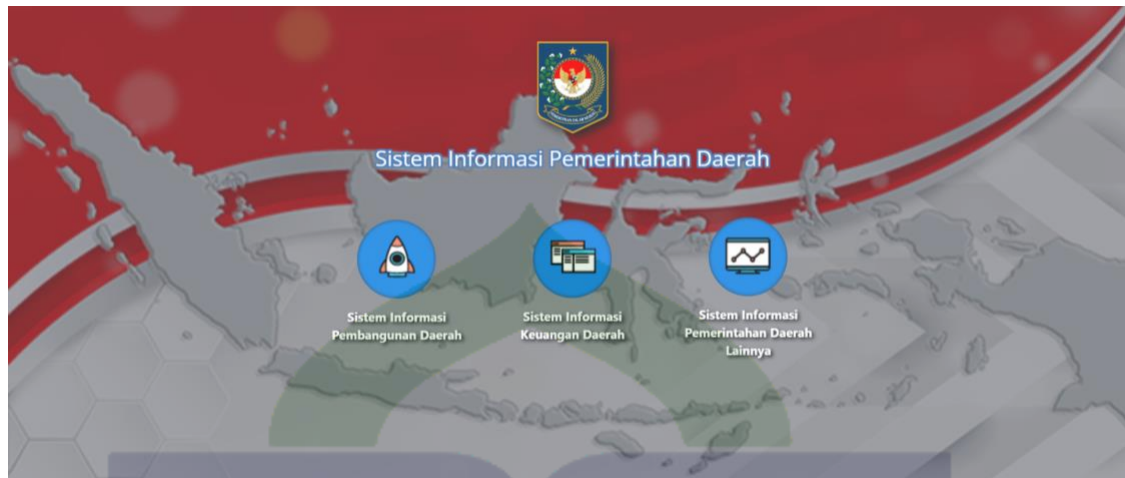 Sistem Informasi Pemerintahan Daerah
Sistem Informasi
Pembangunan Daerah
Sistem Informasi
Keuangan Daerah
Sistem Informasi
Pemerintahan Daerah
Lainnya